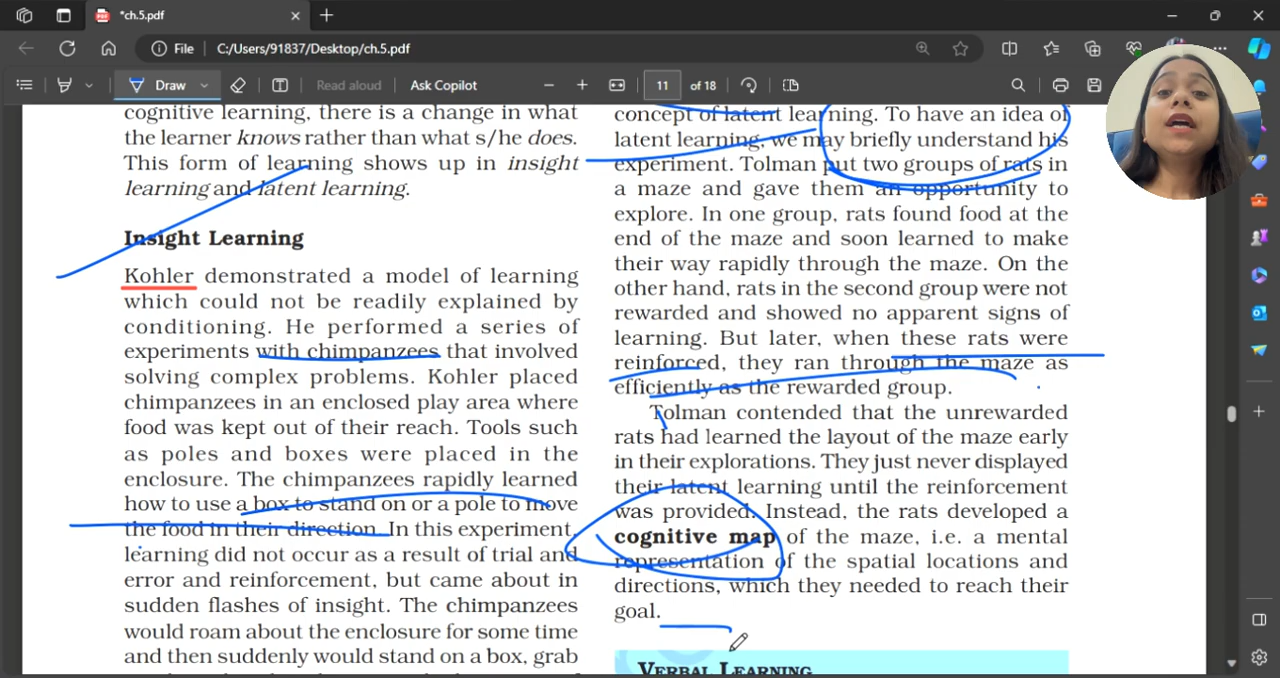 *ch.5.pdf
File
C:/Users/91837/Desktop/ch.5.pdf
Draw
Read aloud
Ask Copilot
11
of 18
cognitive learning, there is a change in what
the learner knows rather than what s/he does.
This form of learning shows up in insight
learning and latent learning.
Insight Learning
Kohler demonstrated a model of learning
which could not be readily explained by
conditioning. He performed a series of
experiments with chimpanzees that involved
solving complex problems. Kohler placed
chimpanzees in an enclosed play area where
food was kept out of their reach. Tools such
as poles and boxes were placed in the
enclosure. The chimpanzees rapidly learned
how to use a box to stand on or a pole to move
the food in their direction. In this experiment,
learning did not occur as a result of trial and
error and reinforcement, but came about in
sudden flashes of insight. The chimpanzees
would roam about the enclosure for some time
and then suddenly would stand on a box, grab
concept of latent learning. To have an idea of
latent learning, we may briefly understand his
experiment. Tolman put two groups of rats in
a maze and gave them an opportunity to
explore. In one group, rats found food at the
end of the maze and soon learned to make
their way rapidly through the maze. On the
other hand, rats in the second group were not
rewarded and showed no apparent signs of
learning. But later, when these rats were
reinforced, they ran through the maze as
efficiently as the rewarded group.
Tolman contended that the unrewarded
rats had learned the layout of the maze early
in their explorations. They just never displayed
their latent learning until the reinforcement
was provided. Instead, the rats developed a
cognitive map of the maze, i.e. a mental
representation of the spatial locations and
directions, which they needed to reach their
goal.
VERBAL LEARNING